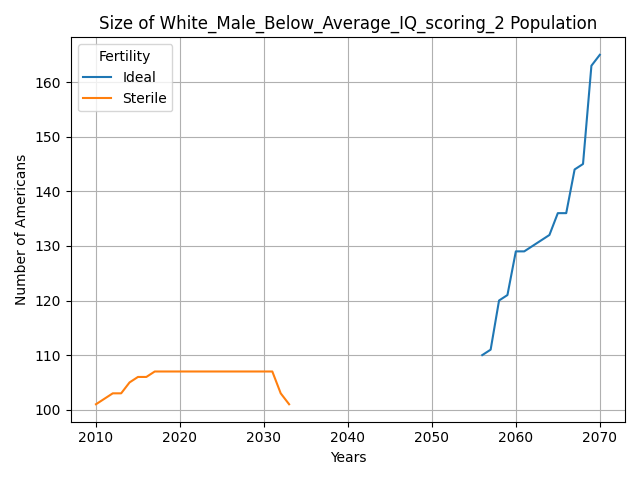 Size of White_Male_Below_Average_IQ_scoring_2 Population
Fertility
Ideal
Sterile
Number of Americans
160
150
140
130
120
110
100
2010 2020 2030 2040 2050 2060 2070
Years